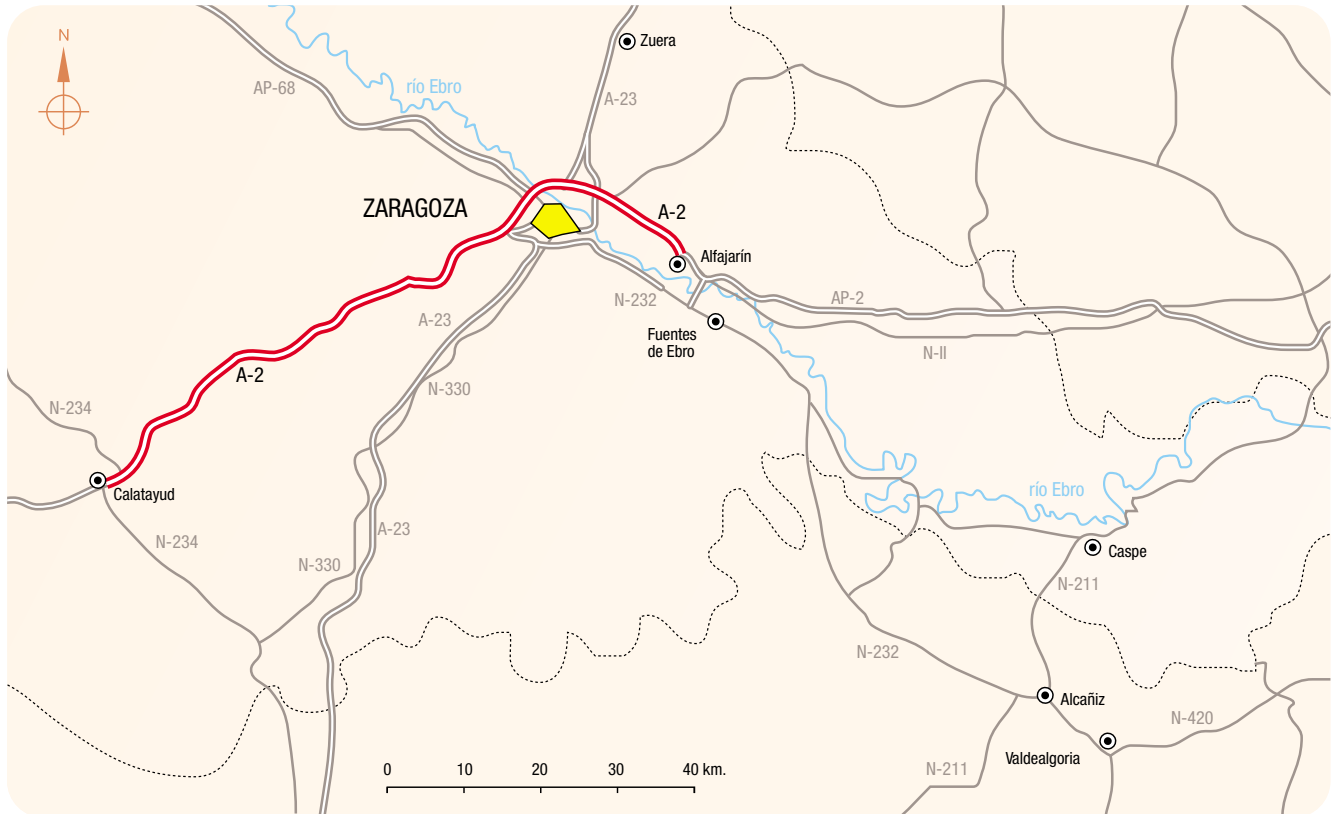 N
Zuera
AP-68
río Ebro
A-23
ZARAGOZA
A-2
Alfajarín
N-232
AP-2
A-23
Fuentes
de Ebro
N-II
A-2
N-330
N-234
Calatayud
río Ebro
N-234
A-23
Caspe
N-330
N-211
N-232
Alcañiz
N-420
Valdealgoria
N-211
0 10 20 30 40 km.